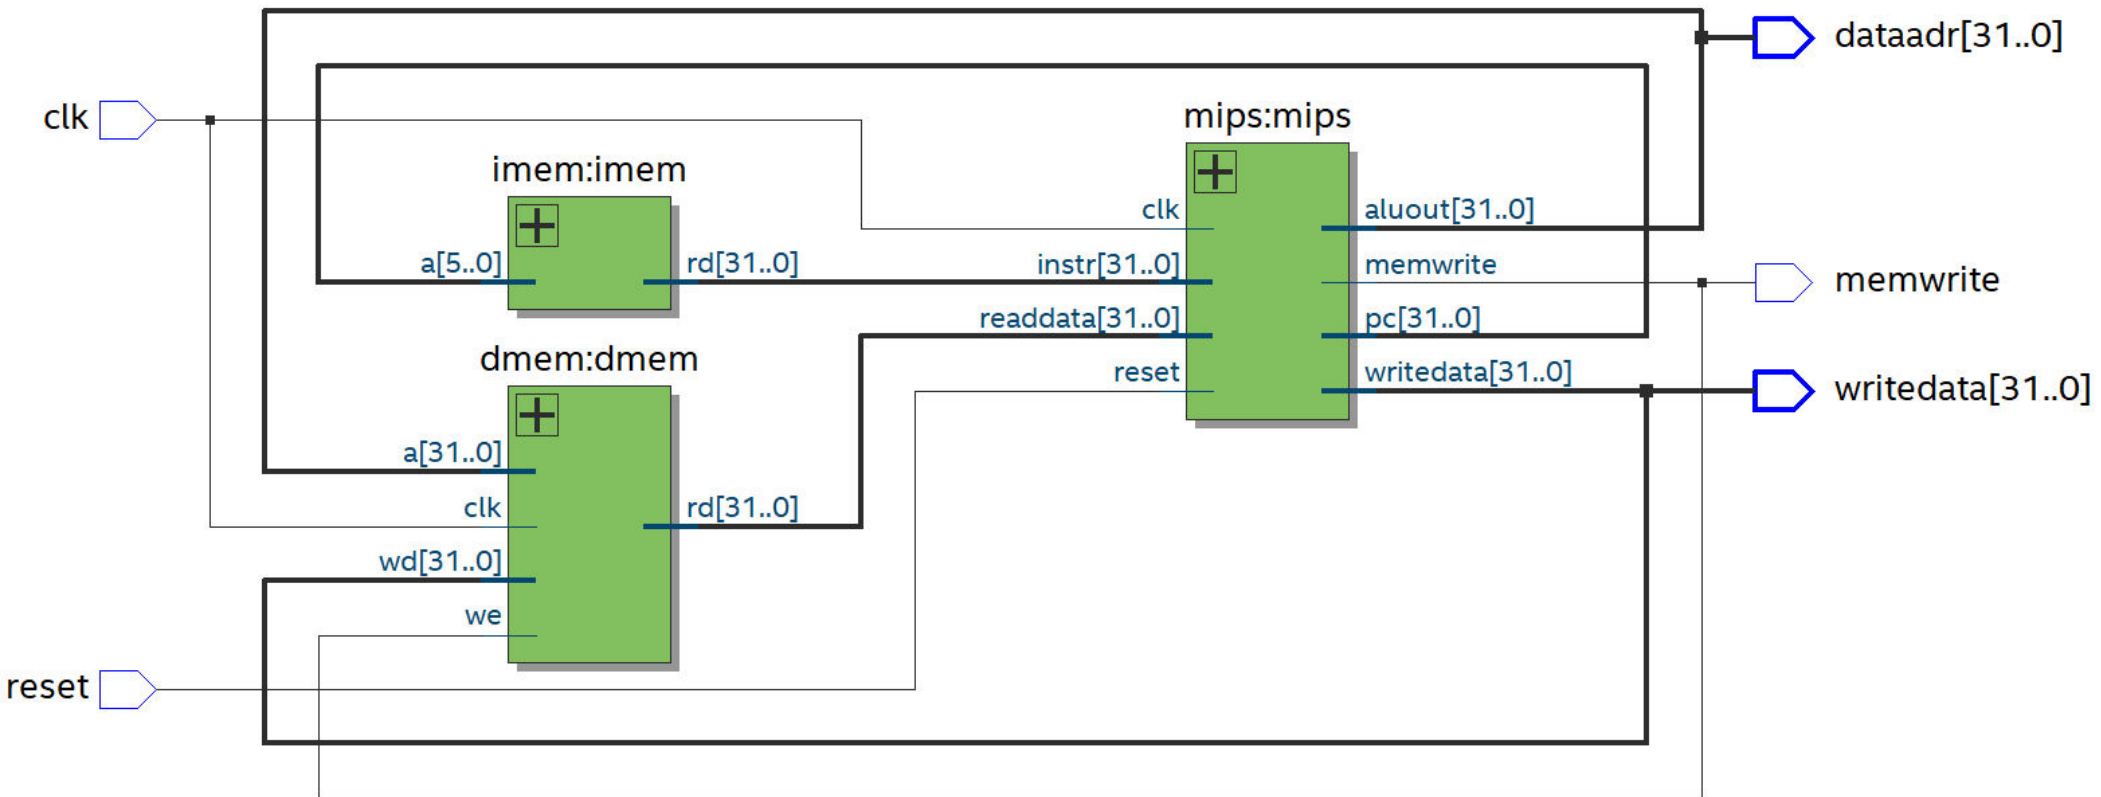 dataadr[31..0]
clk
mips:mips
imem:imem
clk
aluout[31..0]
a[5..0]
rd[31..0]
instr[31..0]
memwrite
memwrite
readdata[31..0]
pc[31..0]
dmem:dmem
reset
writedata[31..0]
writedata[31..0]
a[31..0]
clk
rd[31..0]
wd[31..0]
we
reset